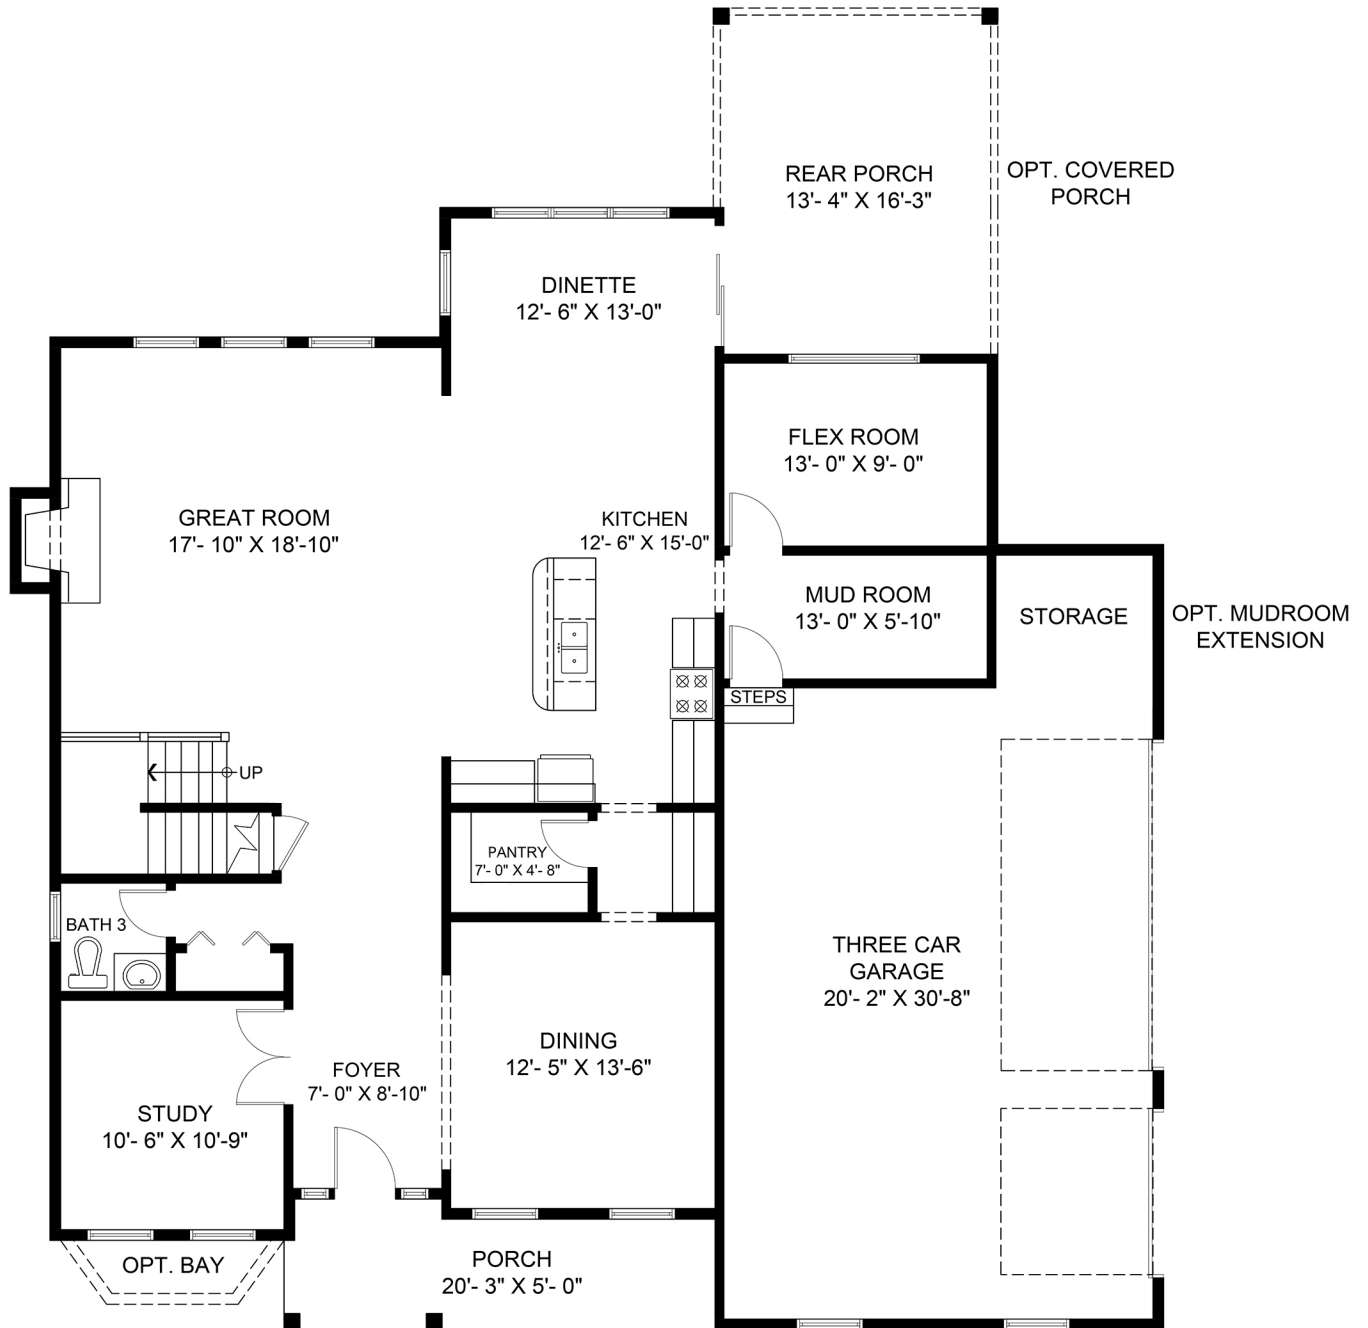 REAR PORCH
13'- 4" X 16'-3"
OPT. COVERED
PORCH
DINETTE
12'- 6" X 13'-0"
FLEX ROOM
13'- 0" X 9'- 0"
GREAT ROOM
17'- 10" X 18'-10"
KITCHEN
12'- 6" X 15'-0"
MUD ROOM
13'- 0" X 5'-10"
STORAGE
OPT. MUDROOM
EXTENSION
STEPS
UP
PANTRY
7'- 0" X 4'- 8"
BATH 3
THREE CAR
GARAGE
20'- 2" X 30'-8"
DINING
12'- 5" X 13'-6"
FOYER
7'- 0" X 8'-10"
STUDY
10'- 6" X 10'-9"
OPT. BAY
PORCH
20'- 3" X 5'- 0"